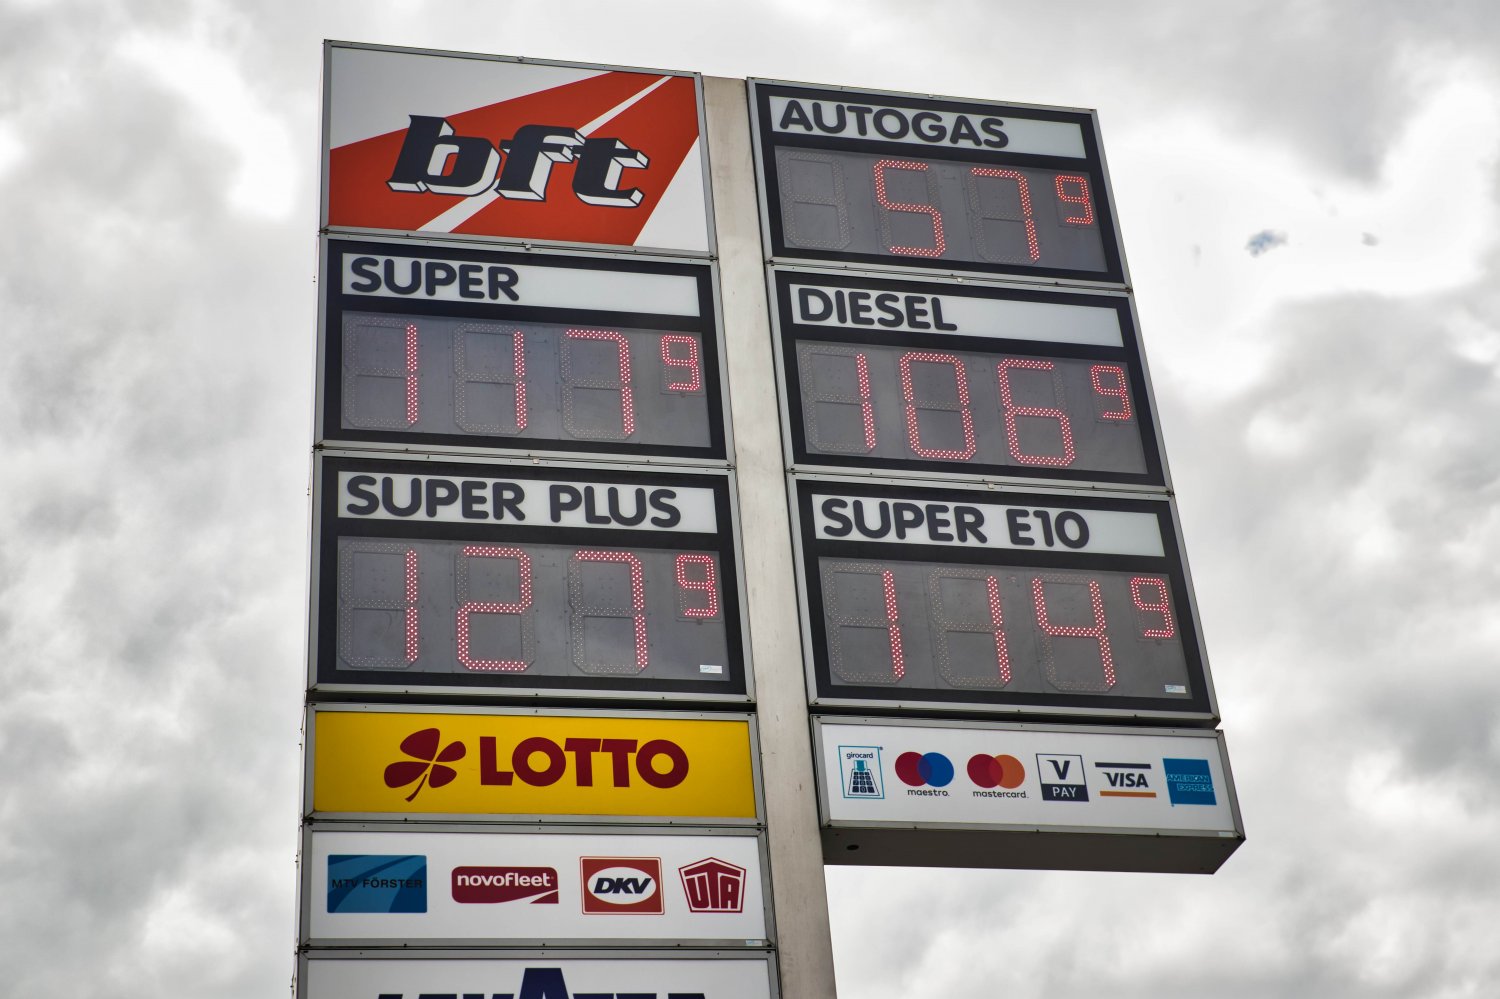 bft
SUPER
117⁹
SUPER PLUS
127⁹
LOTTO
MTV FÖRSTER
novofleet
DKV
UTA
AUTOGAS
57⁹
DIESEL
106⁹
SUPER E10
114⁹
girocard
maestro.
mastercard.
V
PAY
VISA
AMERICAN
EXPRESS